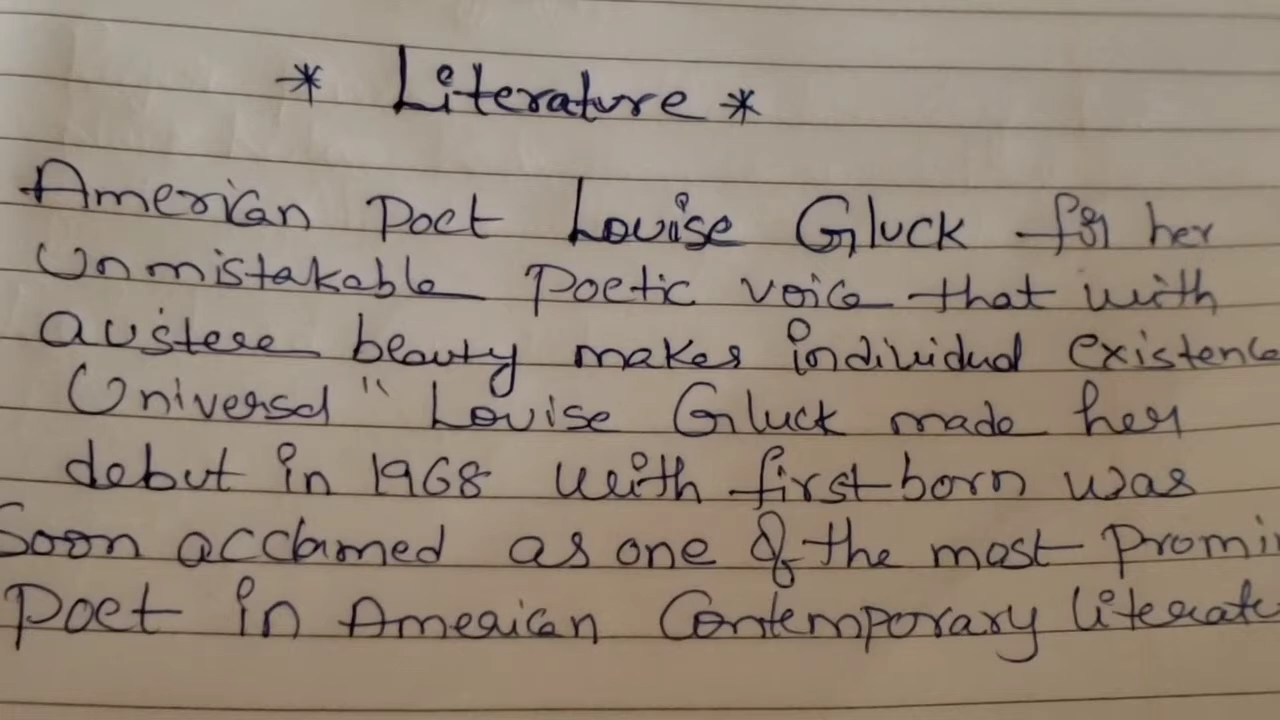 * Literature *
American Poet Louise Gluck for her
Unmistakable Poetic voice that with
austere beauty makes individual existence
Universal" Louise Gluck made her
debut in 1968 with first born was
Soon acclamed as one of the most Promi
Poet in American Contemporary literat